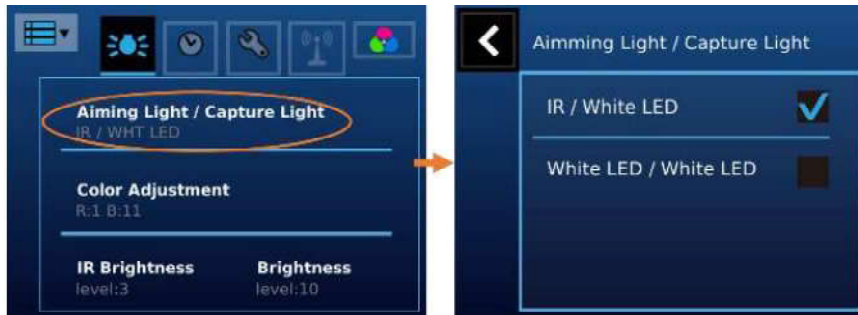 Aiming Light / Capture Light
IR / WHT LED
Color Adjustment
R:1 B:11
IR Brightness Brightness
level:3 level:10
Aimming Light / Capture Light
IR / White LED
White LED / White LED